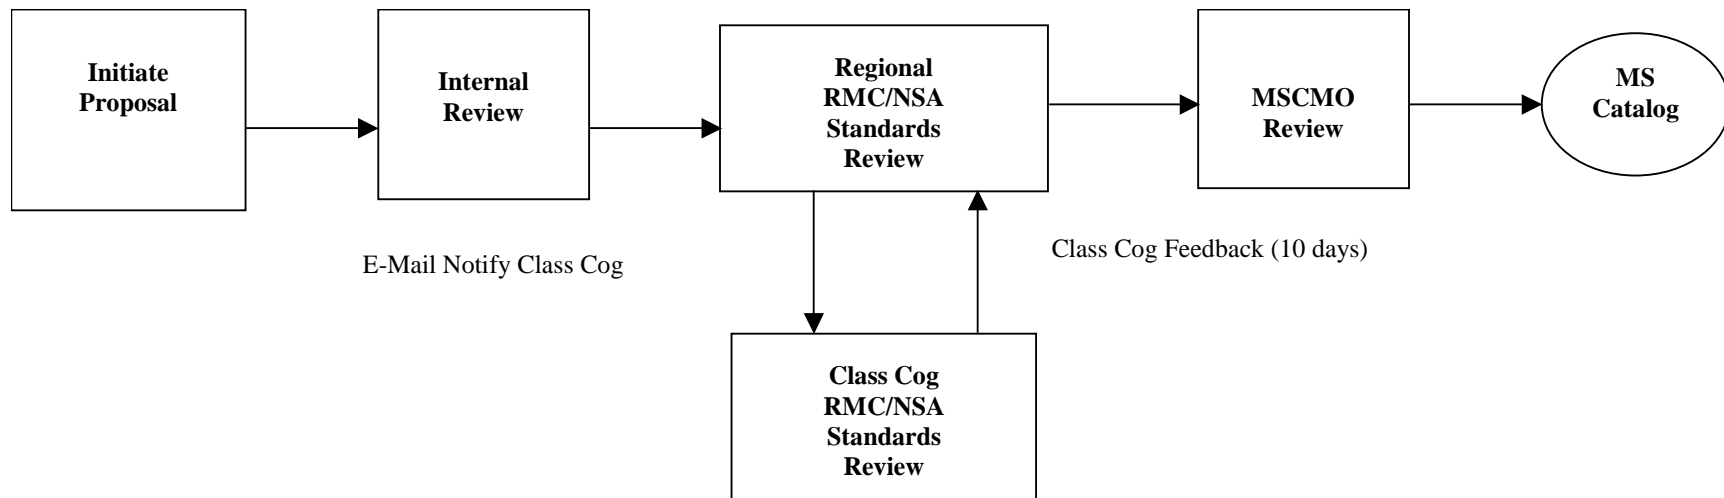 Initiate
Proposal
Internal
Review
Regional
RMC/NSA
Standards
Review
MSCMO
Review
MS
Catalog
E-Mail Notify Class Cog
Class Cog Feedback (10 days)
Class Cog
RMC/NSA
Standards
Review